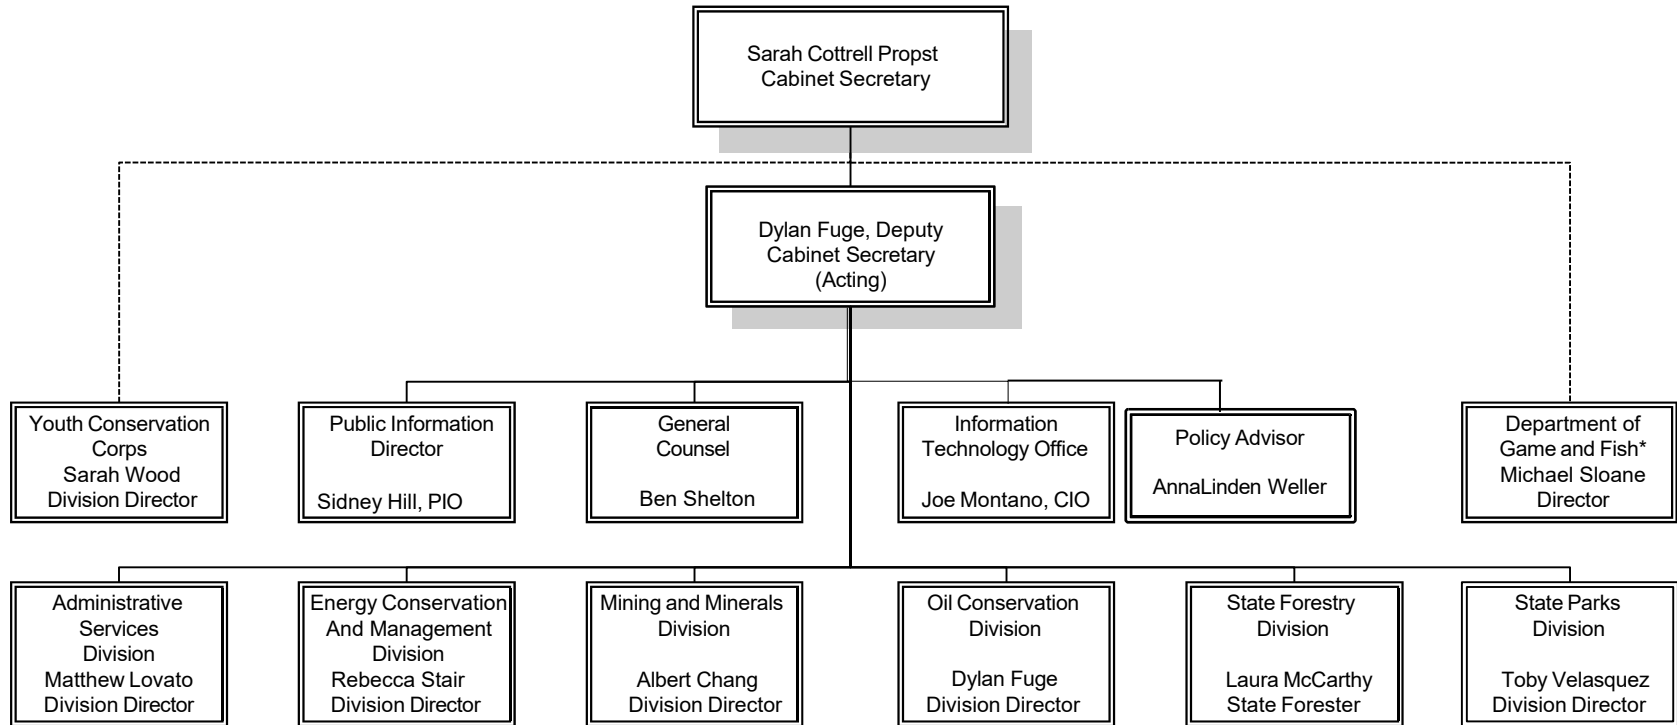 Sarah Cottrell Propst
Cabinet Secretary
Dylan Fuge, Deputy
Cabinet Secretary
(Acting)
Youth Conservation
Corps
Sarah Wood
Division Director
Public Information
Director
Sidney Hill, PIO
General
Counsel
Ben Shelton
Information
Technology Office
Joe Montano, CIO
Policy Advisor
AnnaLinden Weller
Department of
Game and Fish*
Michael Sloane
Director
Administrative
Services
Division
Matthew Lovato
Division Director
Energy Conservation
And Management
Division
Rebecca Stair
Division Director
Mining and Minerals
Division
Albert Chang
Division Director
Oil Conservation
Division
Dylan Fuge
Division Director
State Forestry
Division
Laura McCarthy
State Forester
State Parks
Division
Toby Velasquez
Division Director